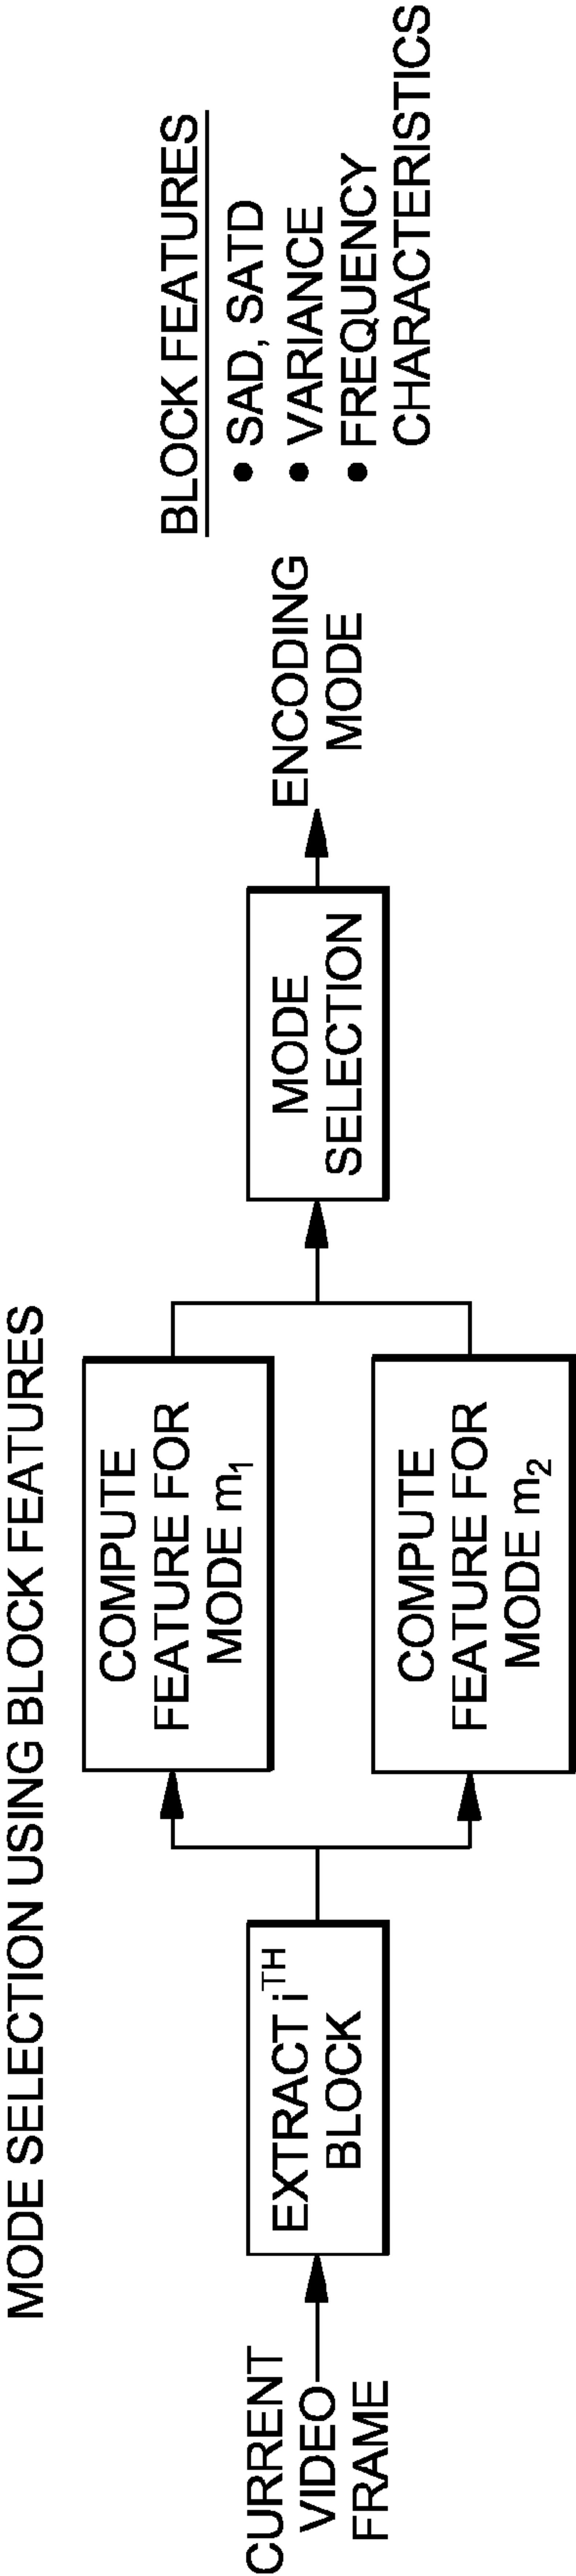 MODE SELECTION USING BLOCK FEATURES
CURRENT
VIDEO
FRAME
EXTRACT i^TH
BLOCK
COMPUTE
FEATURE FOR
MODE m₁
COMPUTE
FEATURE FOR
MODE m₂
MODE
SELECTION
ENCODING
MODE
BLOCK FEATURES
• SAD, SATD
• VARIANCE
• FREQUENCY
CHARACTERISTICS